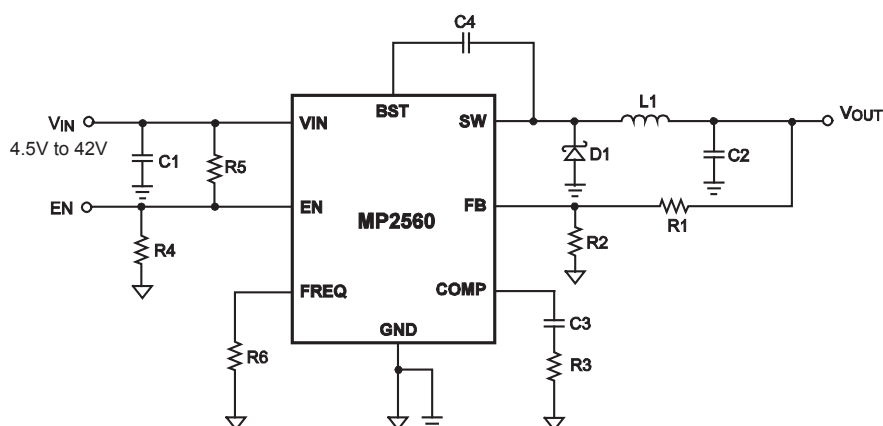 C4
BST
VIN
4.5V to 42V
C1
R5
VIN
SW
L1
VOUT
D1
C2
EN
EN
MP2560
FB
R1
R4
R2
FREQ
COMP
GND
R6
C3
R3